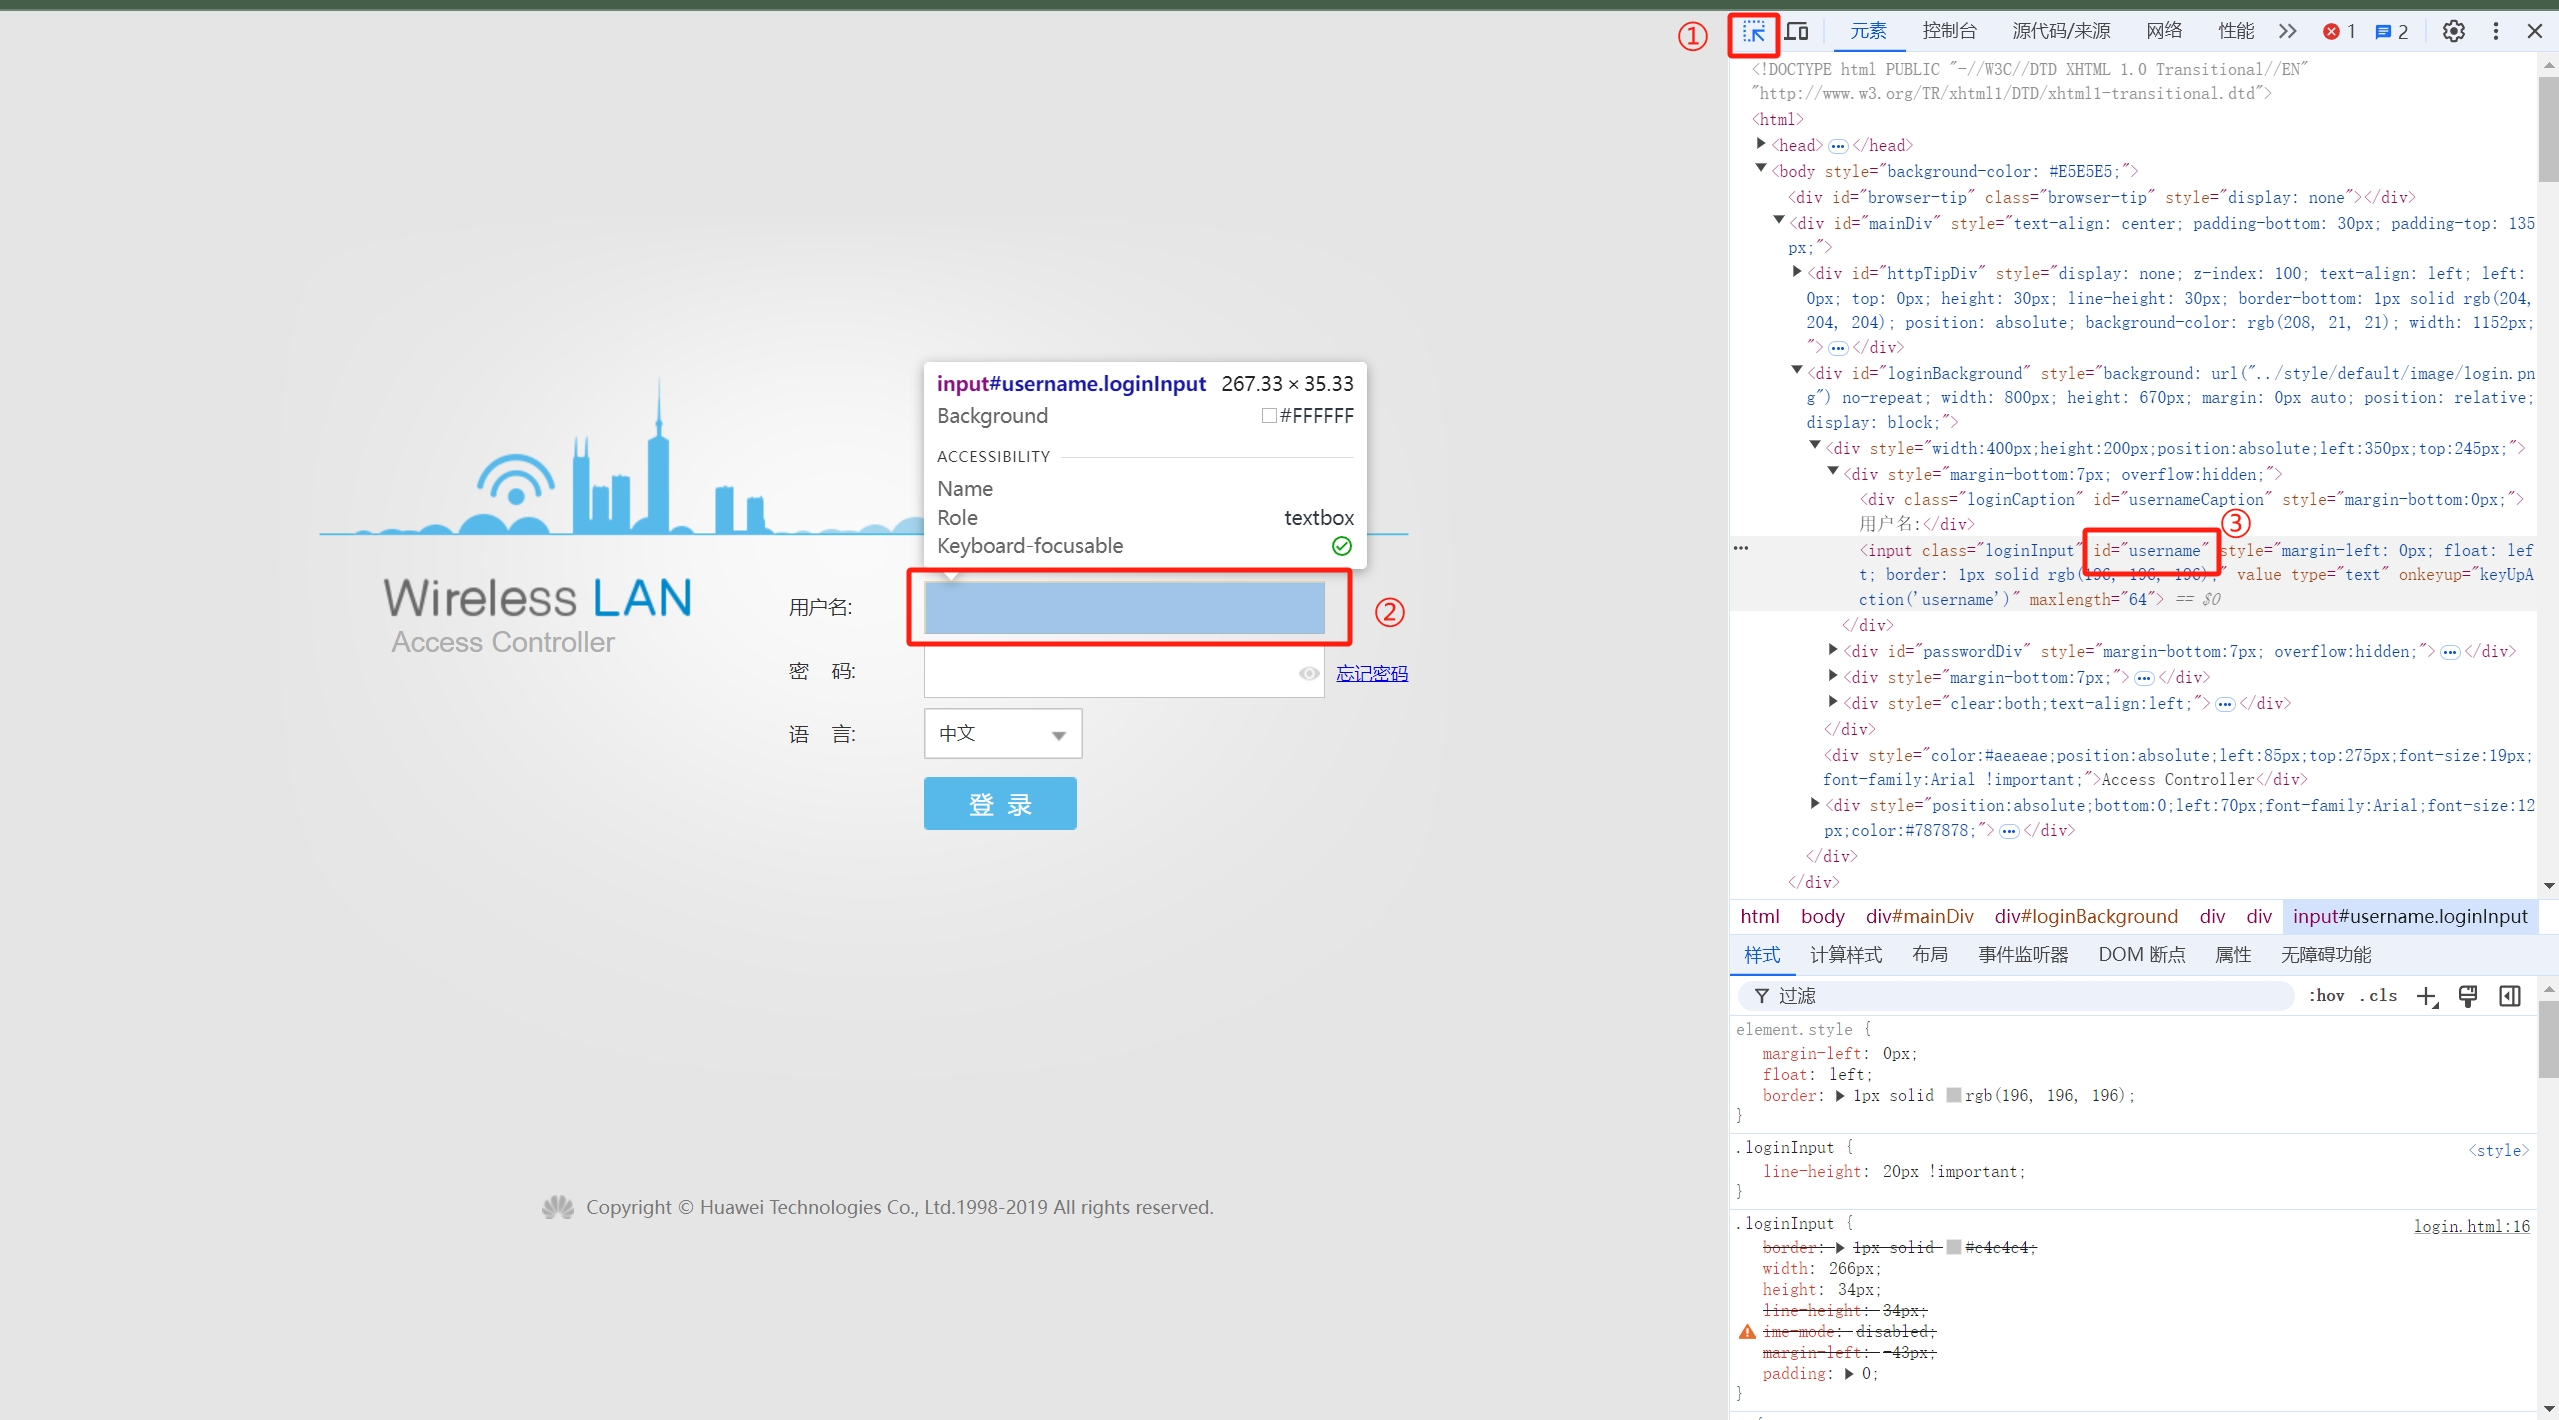 ①
元素 控制台 源代码/来源 网络 性能 1 2
<!DOCTYPE html PUBLIC "-//W3C//DTD XHTML 1.0 Transitional//EN"
"http://www.w3.org/TR/xhtml1/DTD/xhtml1-transitional.dtd">
<html>
<head> ••• </head>
<body style="background-color: #E5E5E5;">
<div id="browser-tip" class="browser-tip" style="display: none"></div>
<div id="mainDiv" style="text-align: center; padding-bottom: 30px; padding-top: 135
px;">
<div id="httpTipDiv" style="display: none; z-index: 100; text-align: left; left:
0px; top: 0px; height: 30px; line-height: 30px; border-bottom: 1px solid rgb(204,
204, 204); position: absolute; background-color: rgb(208, 21, 21); width: 1152px;
"> ••• </div>
<div id="loginBackground" style="background: url("../style/default/image/login.pn
g") no-repeat; width: 800px; height: 670px; margin: 0px auto; position: relative;
display: block;">
<div style="width:400px;height:200px;position:absolute;left:350px;top:245px;">
<div style="margin-bottom:7px; overflow:hidden;">
<div class="loginCaption" id="usernameCaption" style="margin-bottom:0px;">
用户名:</div>
③
••• <input class="loginInput" id="username" style="margin-left: 0px; float: lef
t; border: 1px solid rgb(196, 196, 196);" value type="text" onkeyup="keyUpA
ction('username')" maxlength="64"> == $0
</div>
<div id="passwordDiv" style="margin-bottom:7px; overflow:hidden;"> ••• </div>
<div style="margin-bottom:7px;"> ••• </div>
<div style="clear:both;text-align:left;"> ••• </div>
</div>
<div style="color:#aeaeae;position:absolute;left:85px;top:275px;font-size:19px;
font-family:Arial !important;">Access Controller</div>
<div style="position:absolute;bottom:0;left:70px;font-family:Arial;font-size:12
px;color:#787878;"> ••• </div>
</div>
</div>
html body div#mainDiv div#loginBackground div div input#username.loginInput
样式 计算样式 布局 事件监听器 DOM 断点 属性 无障碍功能
过滤 :hov .cls
element.style {
margin-left: 0px;
float: left;
border: 1px solid rgb(196, 196, 196);
}
.loginInput { <style>
line-height: 20px !important;
}
.loginInput { login.html:16
border: 1px solid #c4c4c4;
width: 266px;
height: 34px;
line-height: 34px;
ime-mode: disabled;
margin-left: -43px;
padding: 0;
}
input#username.loginInput 267.33 × 35.33
Background #FFFFFF
ACCESSIBILITY
Name
Role textbox
Keyboard-focusable
Wireless LAN
Access Controller
用户名: ②
密 码: 忘记密码
语 言: 中文
登 录
Copyright © Huawei Technologies Co., Ltd.1998-2019 All rights reserved.